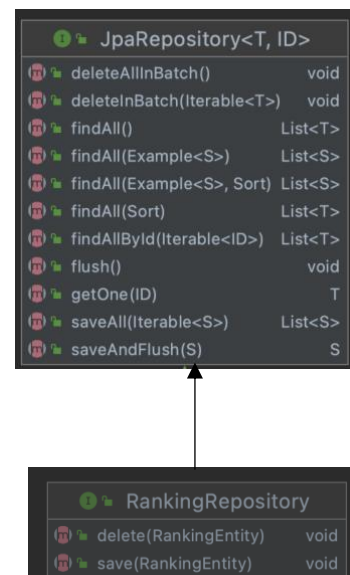 JpaRepository<T, ID>
deleteAllInBatch() void
deleteInBatch(Iterable<T>) void
findAll() List<T>
findAll(Example<S>) List<S>
findAll(Example<S>, Sort) List<S>
findAll(Sort) List<T>
findAllById(Iterable<ID>) List<T>
flush() void
getOne(ID) T
saveAll(Iterable<S>) List<S>
saveAndFlush(S) S
RankingRepository
delete(RankingEntity) void
save(RankingEntity) void